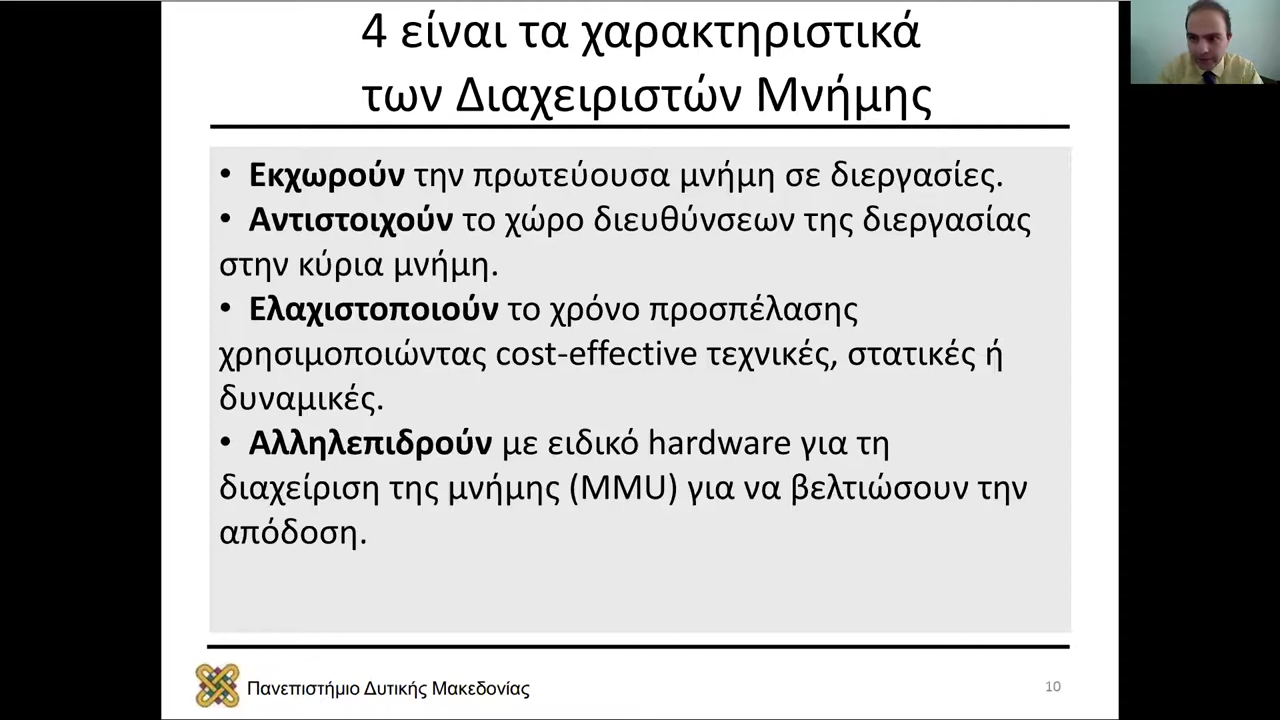 4 είναι τα χαρακτηριστικά
των Διαχειριστών Μνήμης
• Εκχωρούν την πρωτεύουσα μνήμη σε διεργασίες.
• Αντιστοιχούν το χώρο διευθύνσεων της διεργασίας
στην κύρια μνήμη.
• Ελαχιστοποιούν το χρόνο προσπέλασης
χρησιμοποιώντας cost-effective τεχνικές, στατικές ή
δυναμικές.
• Αλληλεπιδρούν με ειδικό hardware για τη
διαχείριση της μνήμης (MMU) για να βελτιώσουν την
απόδοση.
Πανεπιστήμιο Δυτικής Μακεδονίας
10